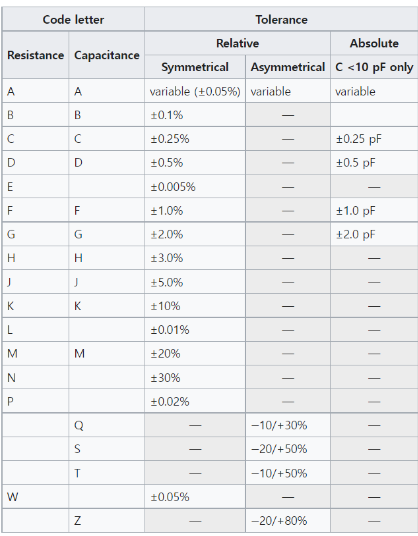 Code letter Tolerance
Resistance Capacitance Relative Absolute
Symmetrical Asymmetrical C <10 pF only
A A variable (±0.05%) variable variable
B B ±0.1% —
C C ±0.25% — ±0.25 pF
D D ±0.5% — ±0.5 pF
E ±0.005% — —
F F ±1.0% — ±1.0 pF
G G ±2.0% — ±2.0 pF
H H ±3.0% — —
J J ±5.0% — —
K K ±10% — —
L ±0.01% — —
M M ±20% — —
N ±30% — —
P ±0.02% — —
Q — −10/+30% —
S — −20/+50% —
T — −10/+50% —
W ±0.05% — —
Z — −20/+80% —